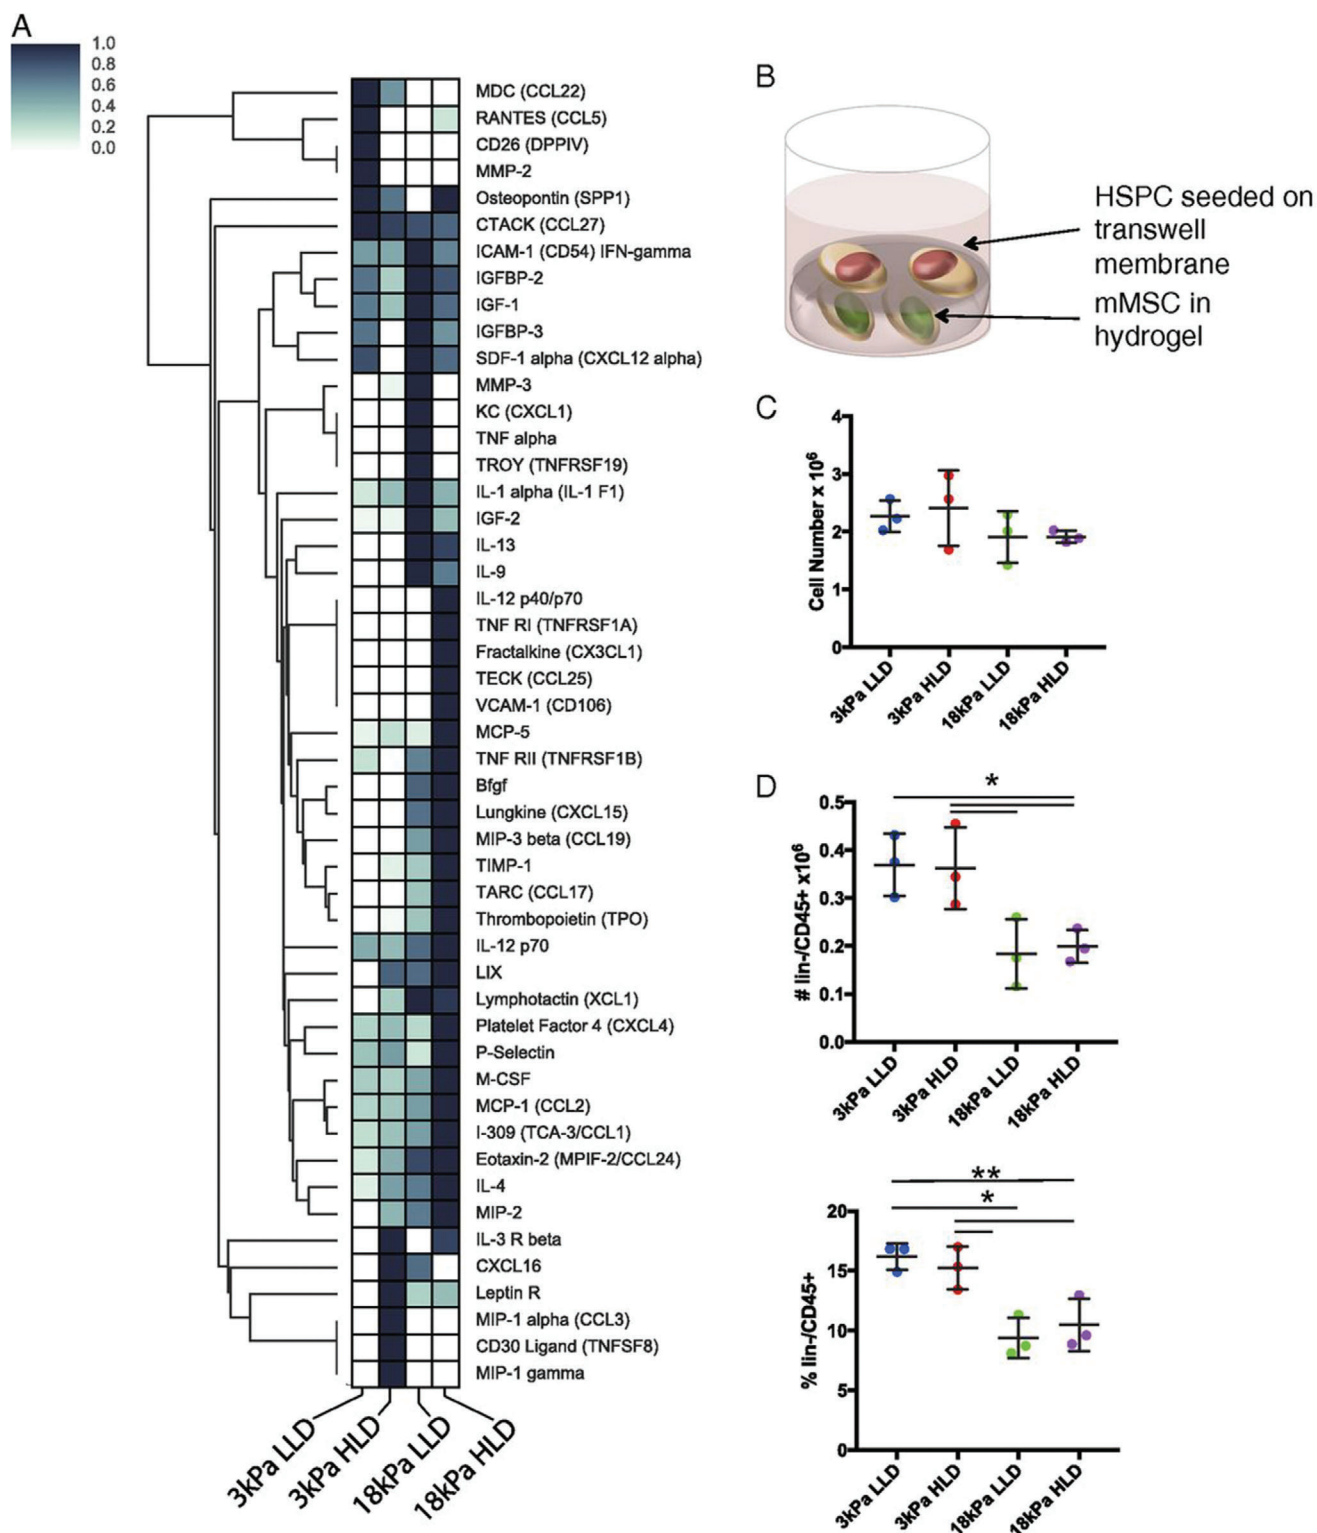 A
1.0
0.8
0.6
0.4
0.2
0.0
MDC (CCL22)
RANTES (CCL5)
CD26 (DPPIV)
MMP-2
Osteopontin (SPP1)
CTACK (CCL27)
ICAM-1 (CD54) IFN-gamma
IGFBP-2
IGF-1
IGFBP-3
SDF-1 alpha (CXCL12 alpha)
MMP-3
KC (CXCL1)
TNF alpha
TROY (TNFRSF19)
IL-1 alpha (IL-1 F1)
IGF-2
IL-13
IL-9
IL-12 p40/p70
TNF RI (TNFRSF1A)
Fractalkine (CX3CL1)
TECK (CCL25)
VCAM-1 (CD106)
MCP-5
TNF RII (TNFRSF1B)
Bfgf
Lungkine (CXCL15)
MIP-3 beta (CCL19)
TIMP-1
TARC (CCL17)
Thrombopoietin (TPO)
IL-12 p70
LIX
Lymphotactin (XCL1)
Platelet Factor 4 (CXCL4)
P-Selectin
M-CSF
MCP-1 (CCL2)
I-309 (TCA-3/CCL1)
Eotaxin-2 (MPIF-2/CCL24)
IL-4
MIP-2
IL-3 R beta
CXCL16
Leptin R
MIP-1 alpha (CCL3)
CD30 Ligand (TNFSF8)
MIP-1 gamma
3kPa LLD
3kPa HLD
18kPa LLD
18kPa HLD
B
HSPC seeded on
transwell
membrane
mMSC in
hydrogel
C
Cell Number x 10⁶
4
3
2
1
0
3kPa LLD
3kPa HLD
18kPa LLD
18kPa HLD
D
*
# lin-/CD45+ x10⁶
0.5
0.4
0.3
0.2
0.1
0.0
3kPa LLD
3kPa HLD
18kPa LLD
18kPa HLD
**
*
% lin-/CD45+
20
15
10
5
0
3kPa LLD
3kPa HLD
18kPa LLD
18kPa HLD